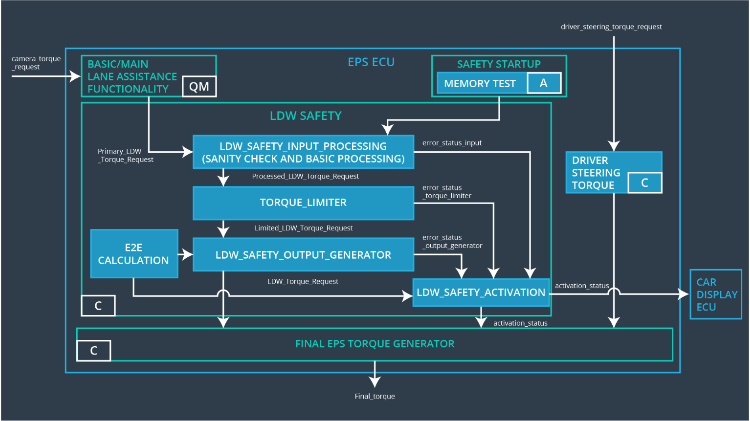 driver_steering_torque_request
camera_torque
_request
EPS ECU
BASIC/MAIN
LANE ASSISTANCE
FUNCTIONALITY
QM
SAFETY STARTUP
MEMORY TEST
A
LDW SAFETY
Primary_LDW
_Torque_Request
LDW_SAFETY_INPUT_PROCESSING
(SANITY CHECK AND BASIC PROCESSING)
error_status_input
DRIVER
STEERING
TORQUE
C
Processed_LDW_Torque_Request
TORQUE_LIMITER
error_status
_torque_limiter
Limited_LDW_Torque_Request
E2E
CALCULATION
LDW_SAFETY_OUTPUT_GENERATOR
error_status
_output_generator
LDW_Torque_Request
LDW_SAFETY_ACTIVATION
activation_status
CAR
DISPLAY
ECU
C
activation_status
C
FINAL EPS TORQUE GENERATOR
Final_torque